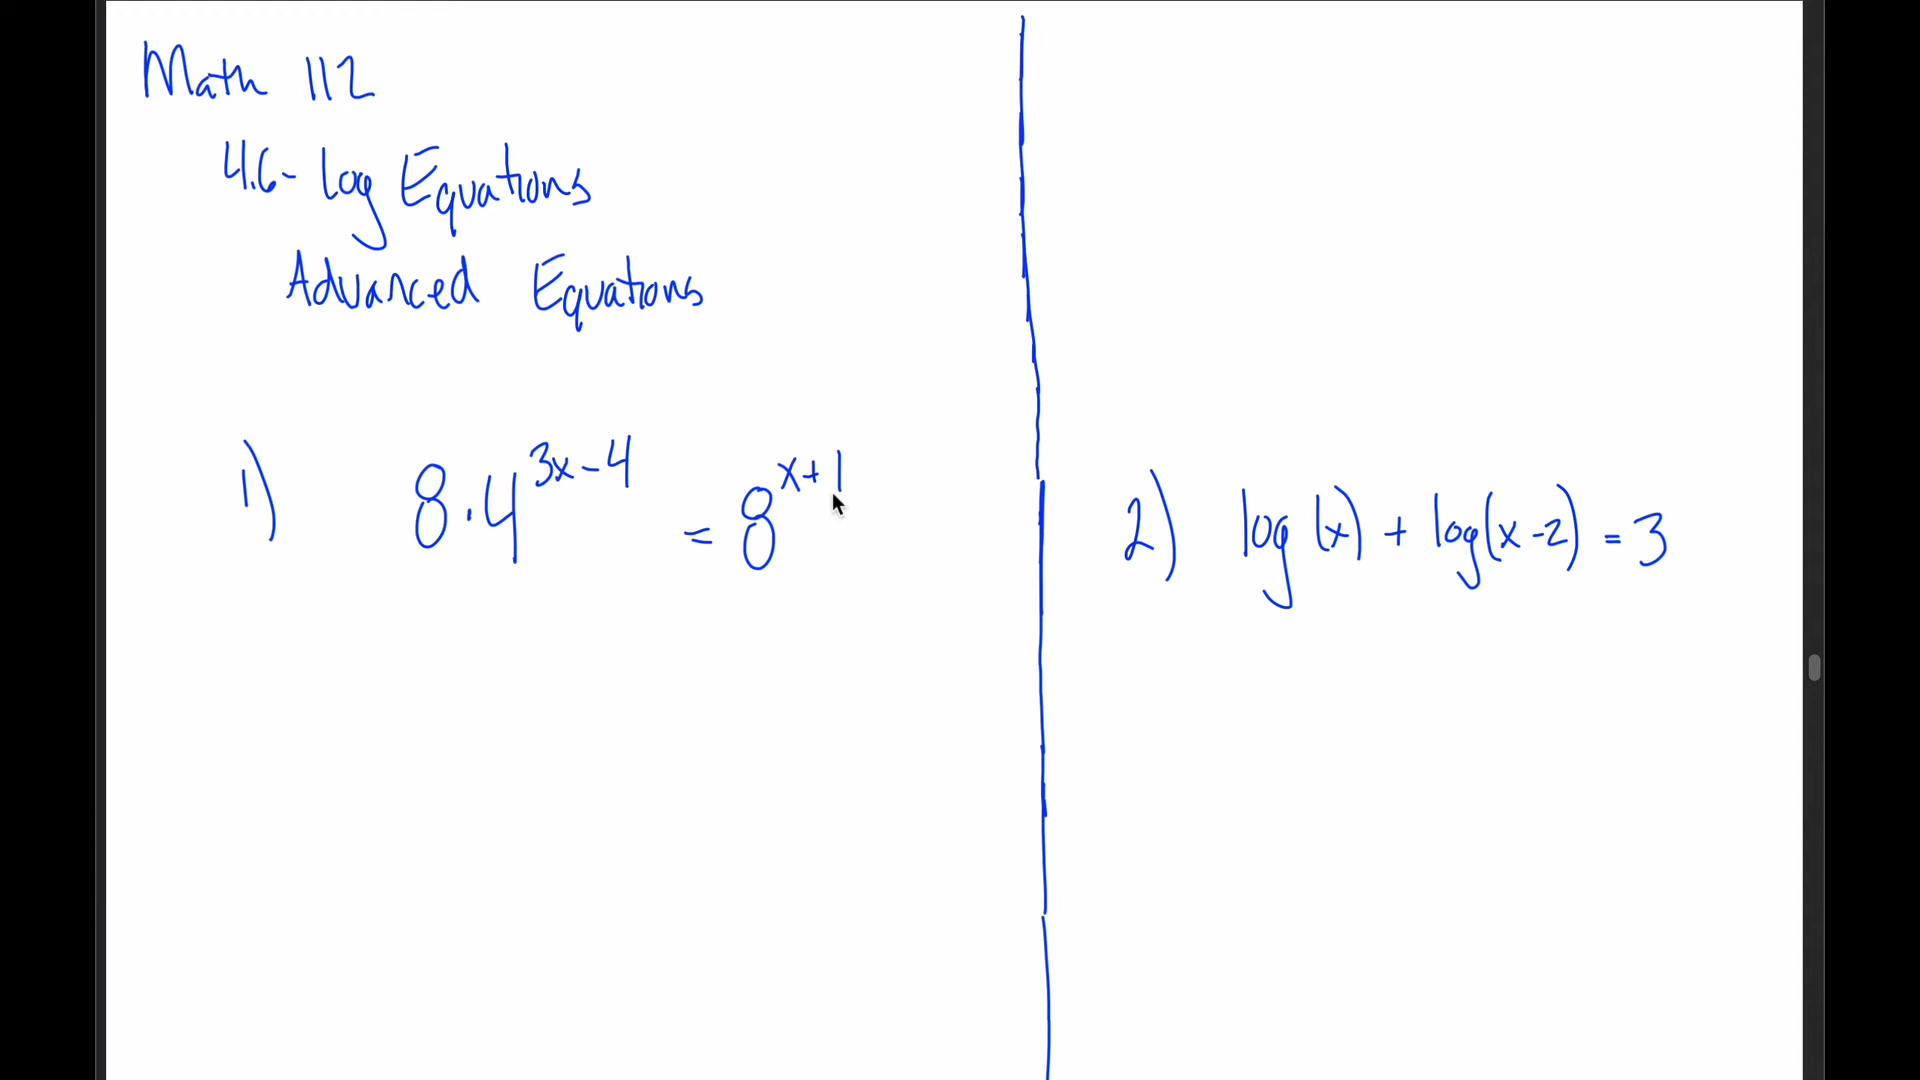 Math 112
4.6- Log Equations
Advanced Equations
1) 8·4^{3x-4} = 8^{x+1}
2) log(x) + log(x-2) = 3